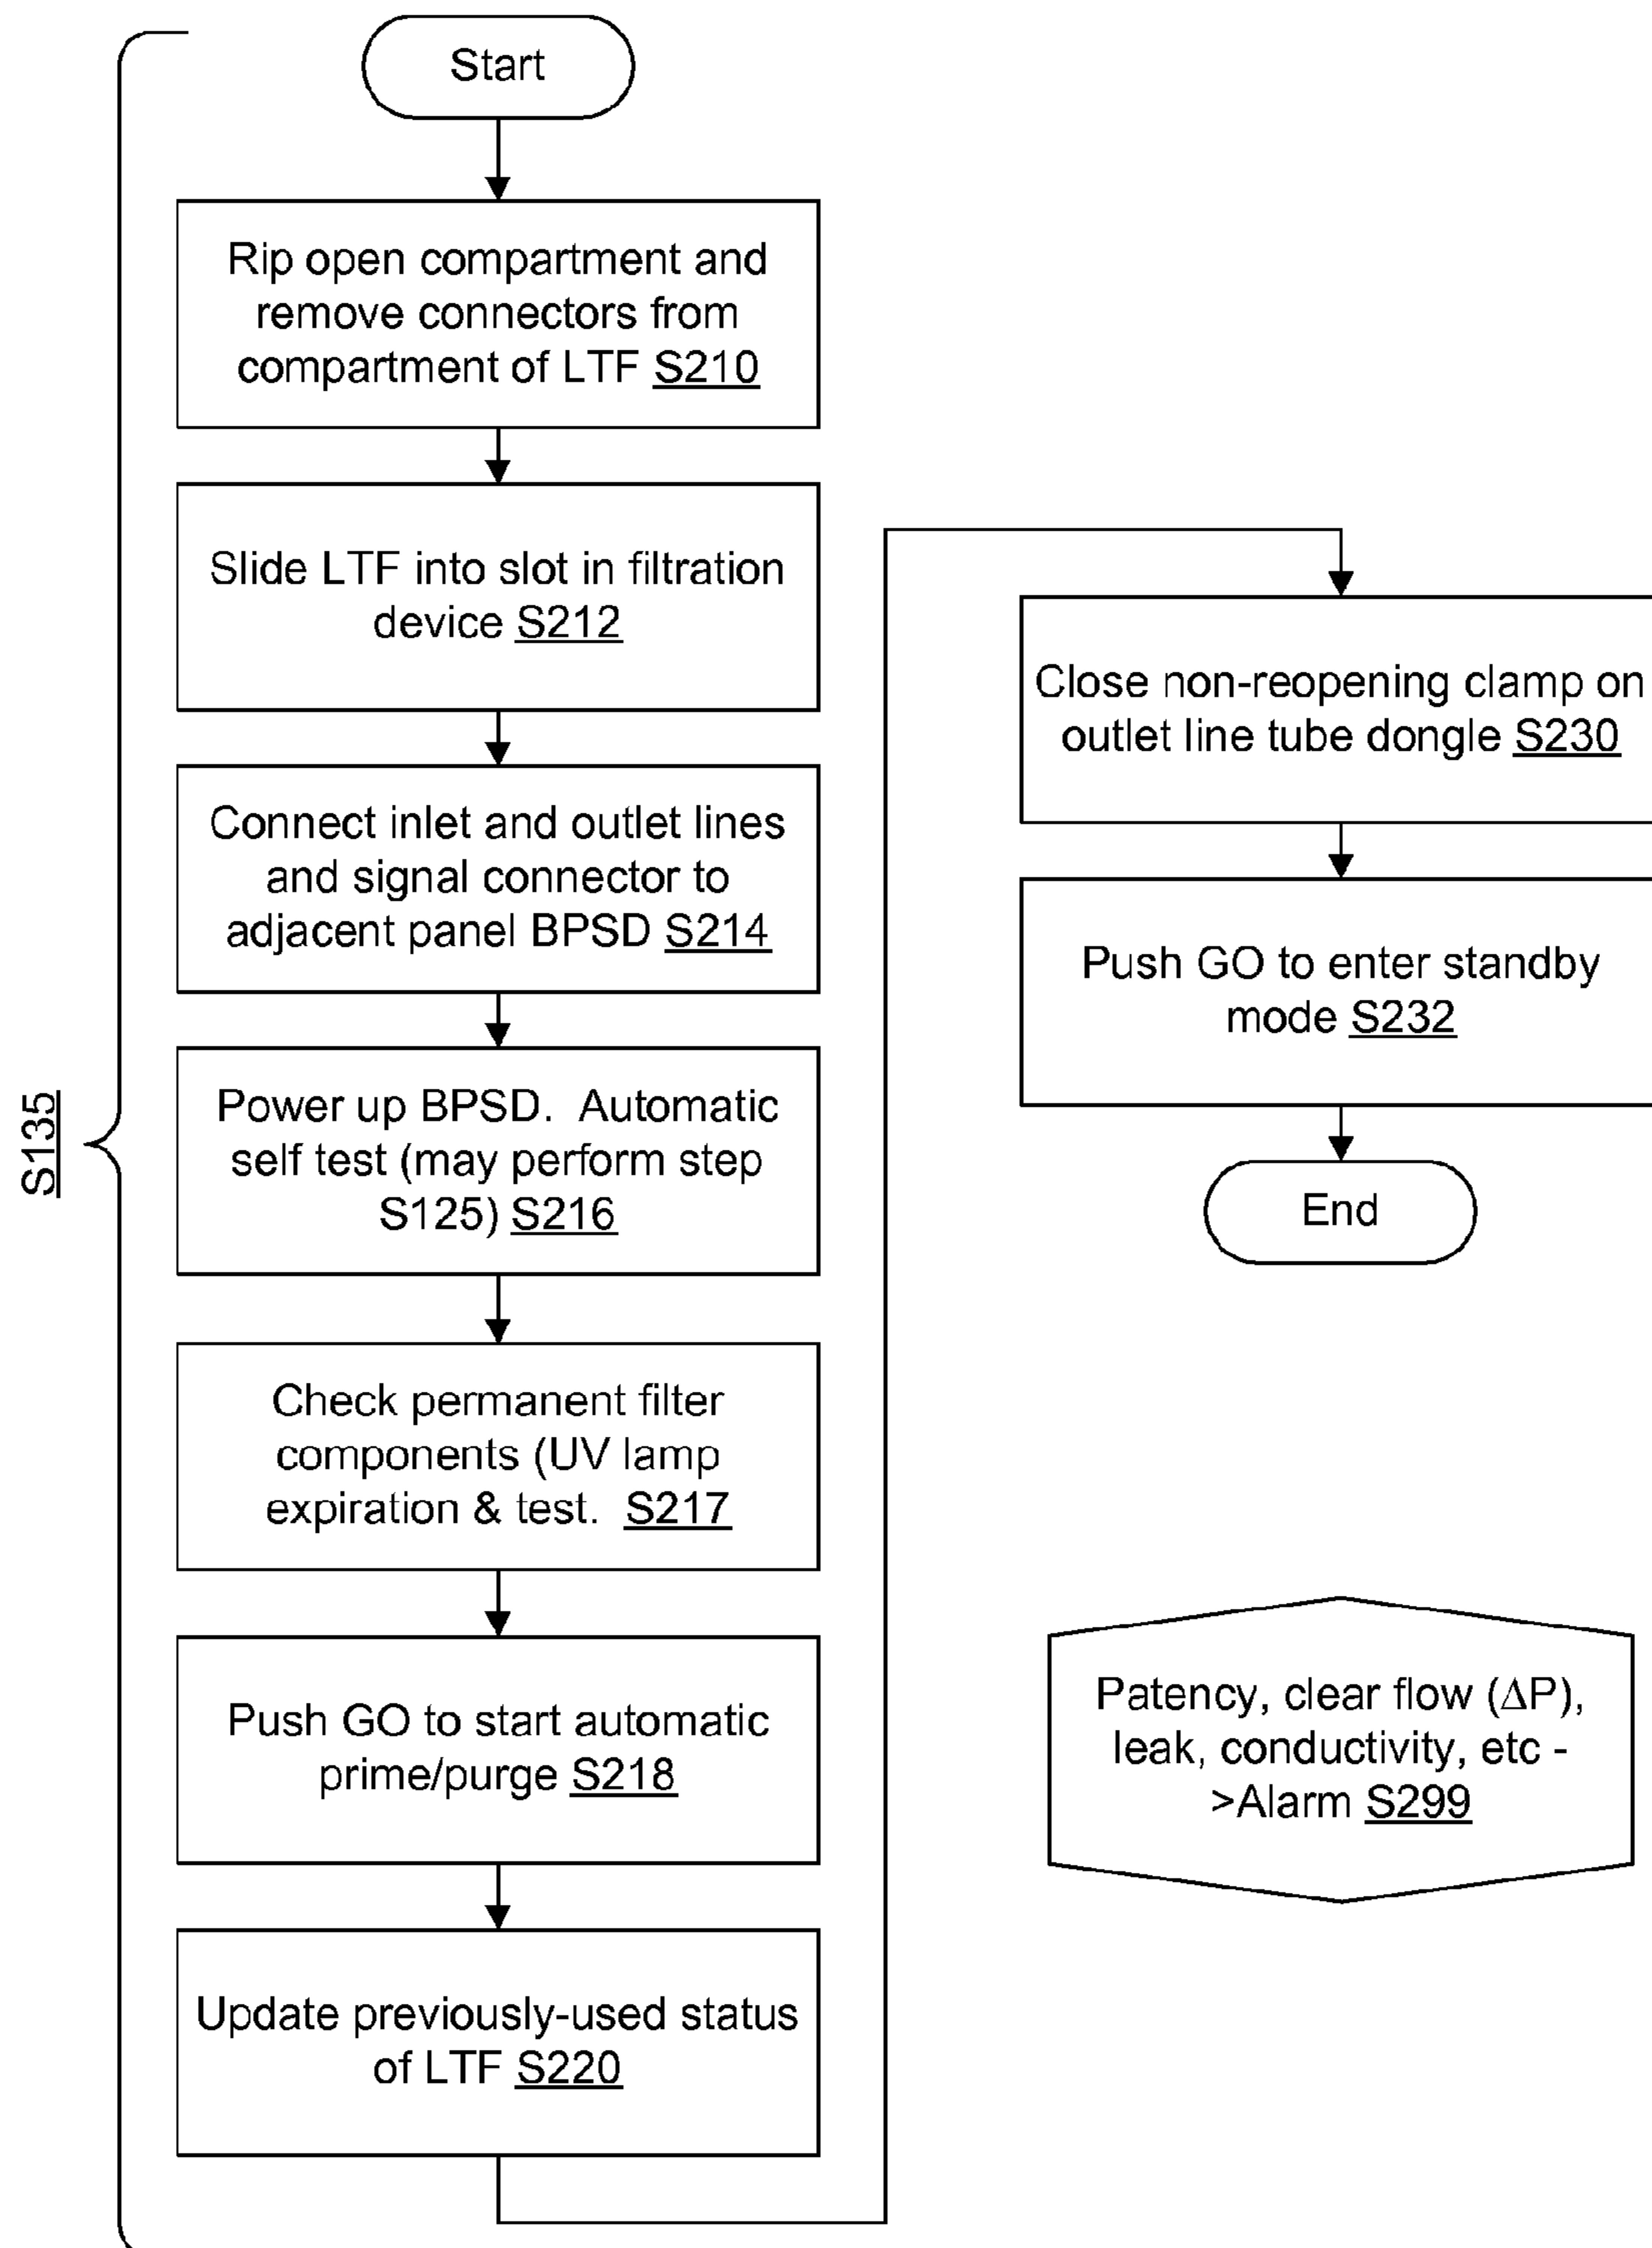 Start
Rip open compartment and
remove connectors from
compartment of LTF S210
Slide LTF into slot in filtration
device S212
Connect inlet and outlet lines
and signal connector to
adjacent panel BPSD S214
Power up BPSD. Automatic
self test (may perform step
S125) S216
Check permanent filter
components (UV lamp
expiration & test. S217
Push GO to start automatic
prime/purge S218
Update previously-used status
of LTF S220
S135
Close non-reopening clamp on
outlet line tube dongle S230
Push GO to enter standby
mode S232
End
Patency, clear flow (ΔP),
leak, conductivity, etc -
>Alarm S299